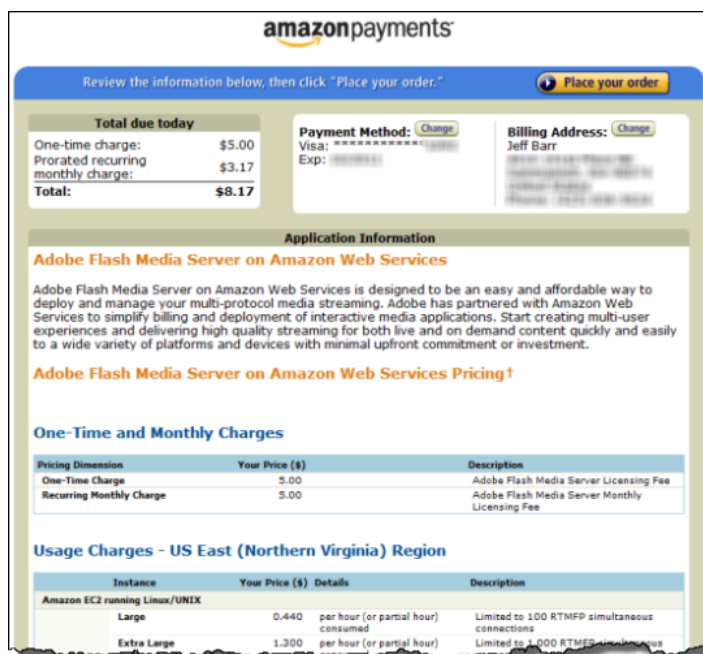 amazonpayments
Review the information below, then click "Place your order."
Place your order
Total due today
One-time charge: $5.00
Prorated recurring
monthly charge: $3.17
Total: $8.17
Payment Method: Change
Visa: ************
Exp:
Billing Address: Change
Jeff Barr
Application Information
Adobe Flash Media Server on Amazon Web Services
Adobe Flash Media Server on Amazon Web Services is designed to be an easy and affordable way to
deploy and manage your multi-protocol media streaming. Adobe has partnered with Amazon Web
Services to simplify billing and deployment of interactive media applications. Start creating multi-user
experiences and delivering high quality streaming for both live and on demand content quickly and easily
to a wide variety of platforms and devices with minimal upfront commitment or investment.
Adobe Flash Media Server on Amazon Web Services Pricing†
One-Time and Monthly Charges
Pricing Dimension Your Price ($) Description
One-Time Charge 5.00 Adobe Flash Media Server Licensing Fee
Recurring Monthly Charge 5.00 Adobe Flash Media Server Monthly
Licensing Fee
Usage Charges - US East (Northern Virginia) Region
Instance Your Price ($) Details Description
Amazon EC2 running Linux/UNIX
Large 0.440 per hour (or partial hour) Limited to 100 RTMFP simultaneous
consumed connections
Extra Large 1.300 per hour (or partial hour) Limited to 1,000 RTMFP simultaneous